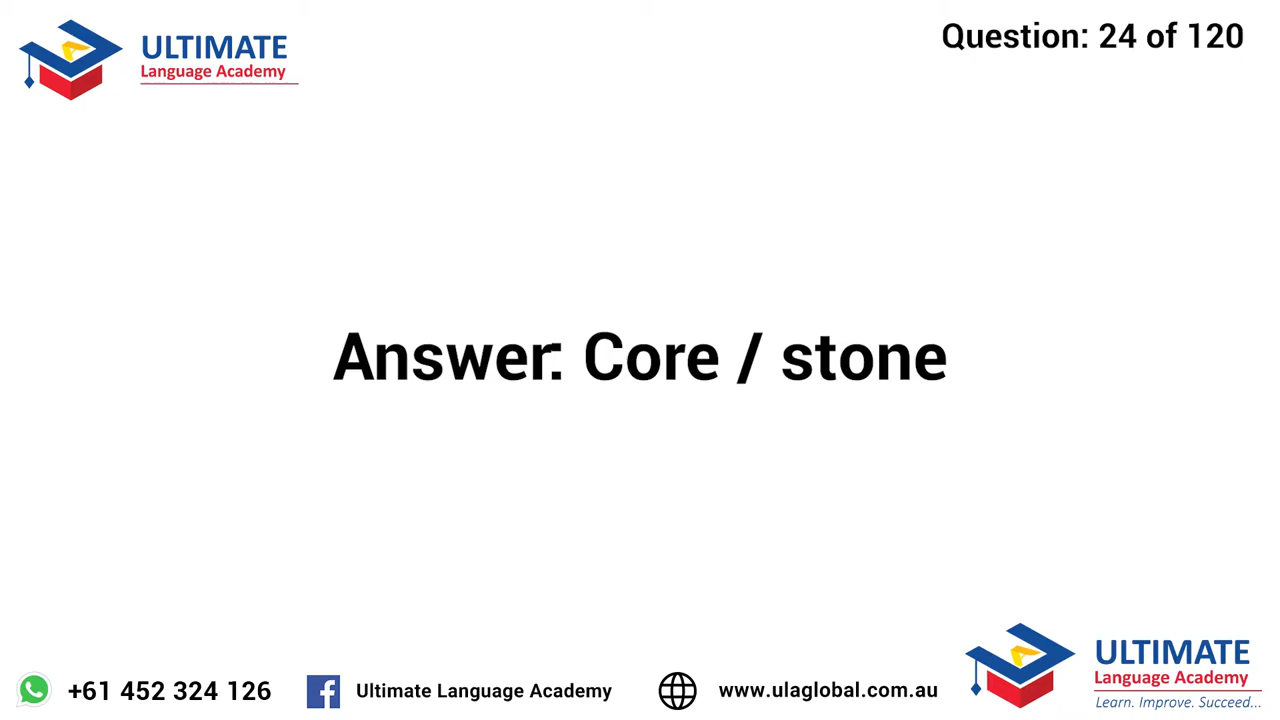 ULTIMATE
Language Academy
Question: 24 of 120
Answer: Core / stone
+61 452 324 126
Ultimate Language Academy
www.ulaglobal.com.au
ULTIMATE
Language Academy
Learn. Improve. Succeed...